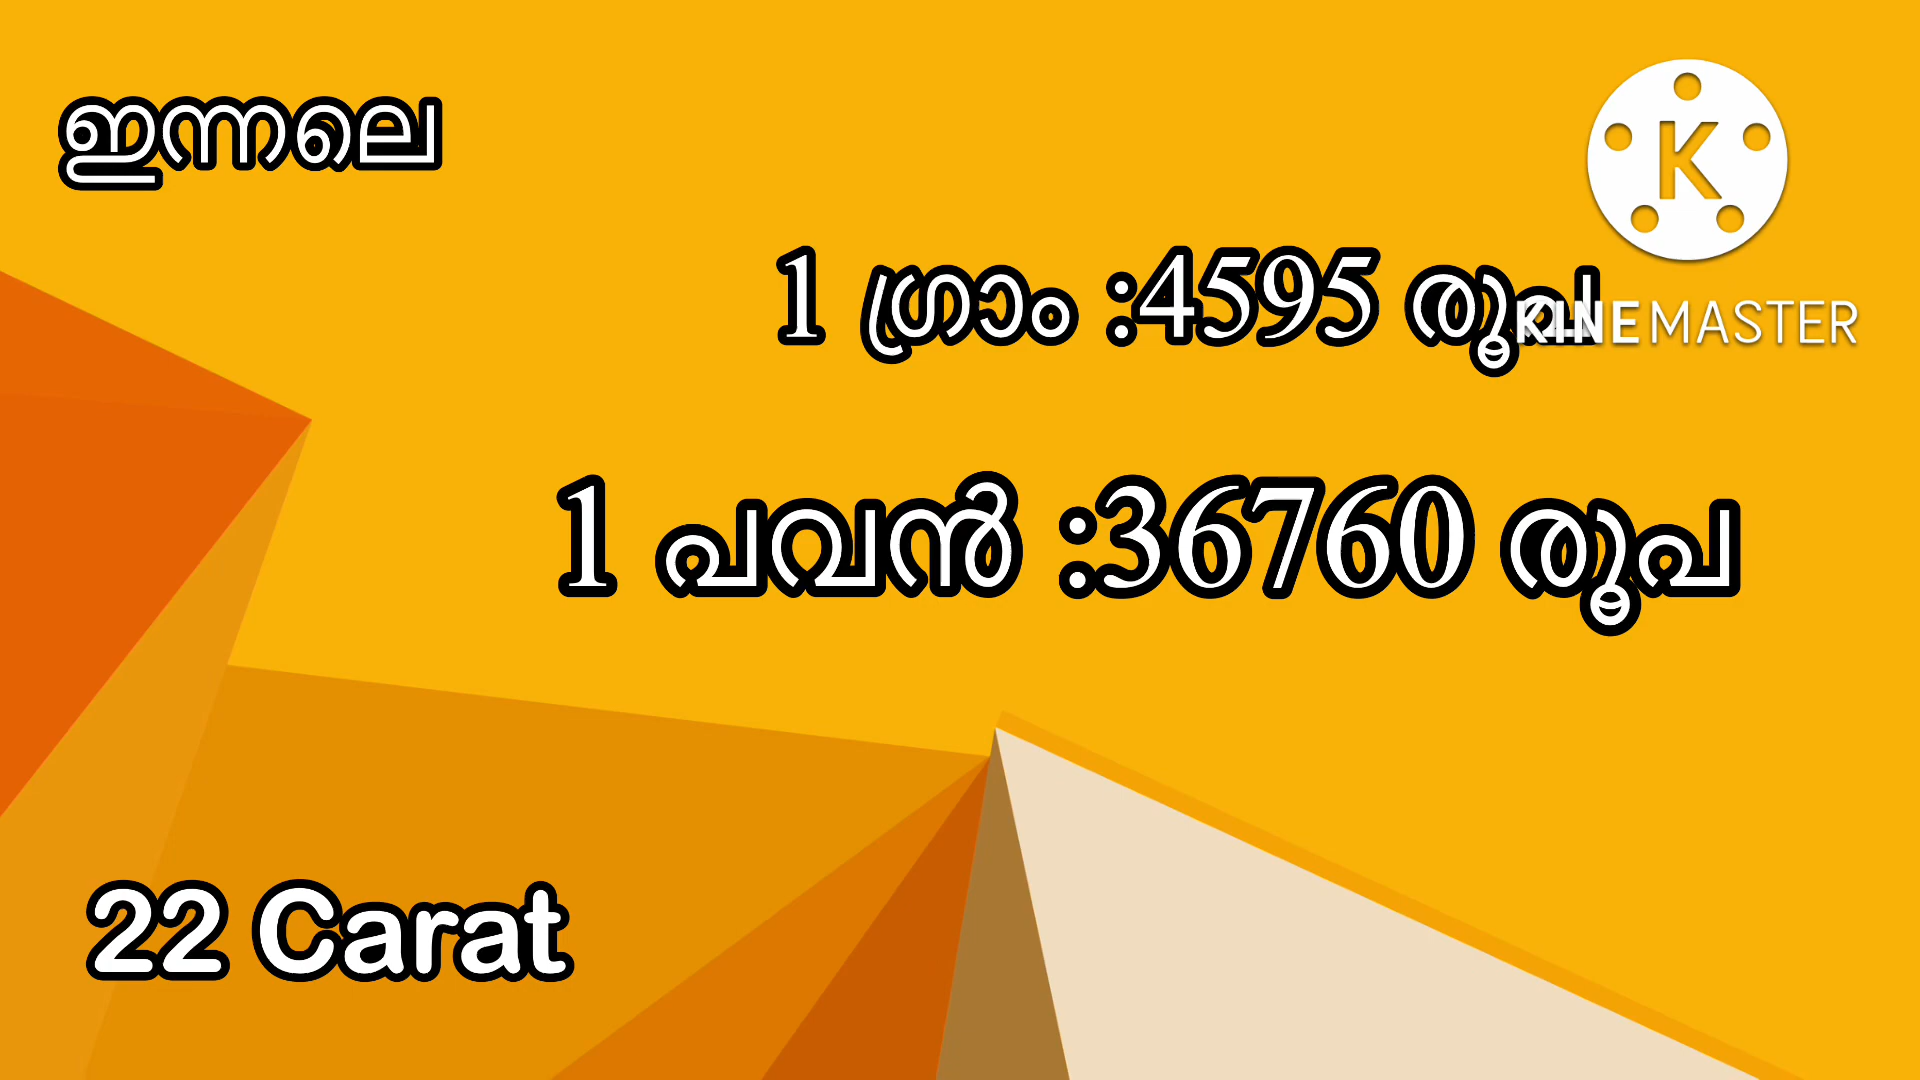 ഇന്നലെ
K
1 ഗ്രാം :4595 രൂപ
KINEMASTER
1 പവൻ :36760 രൂപ
22 Carat